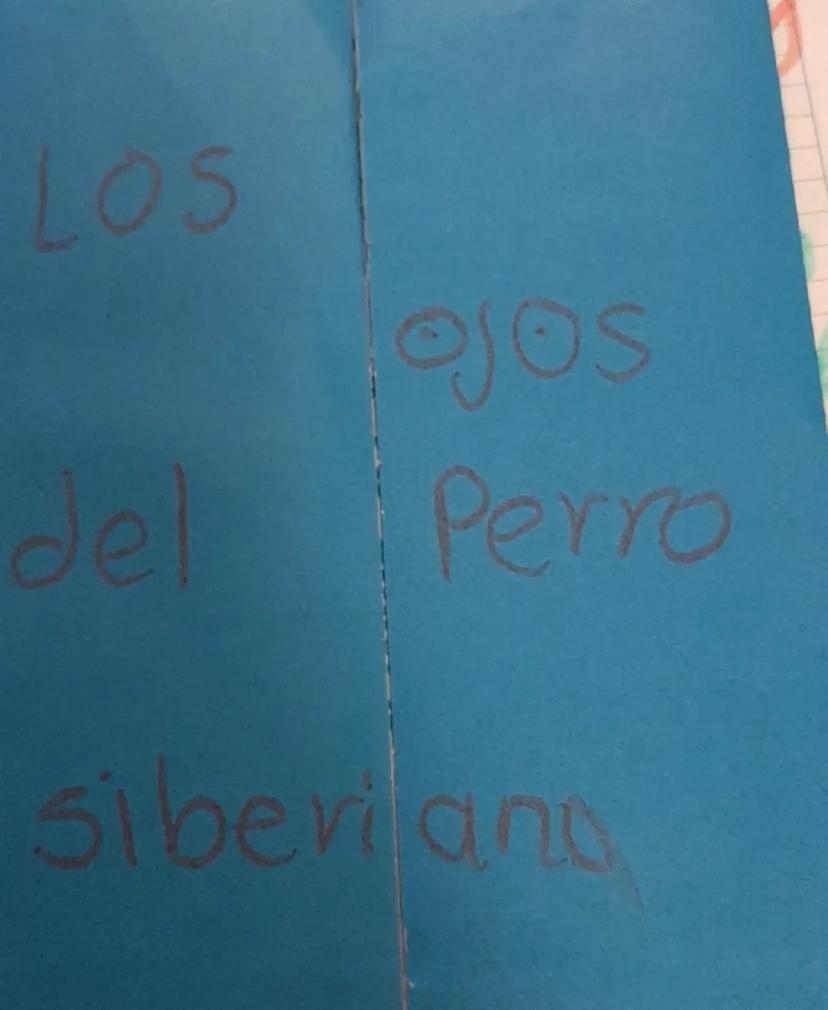 LOS
ojos
del Perro
siberiano